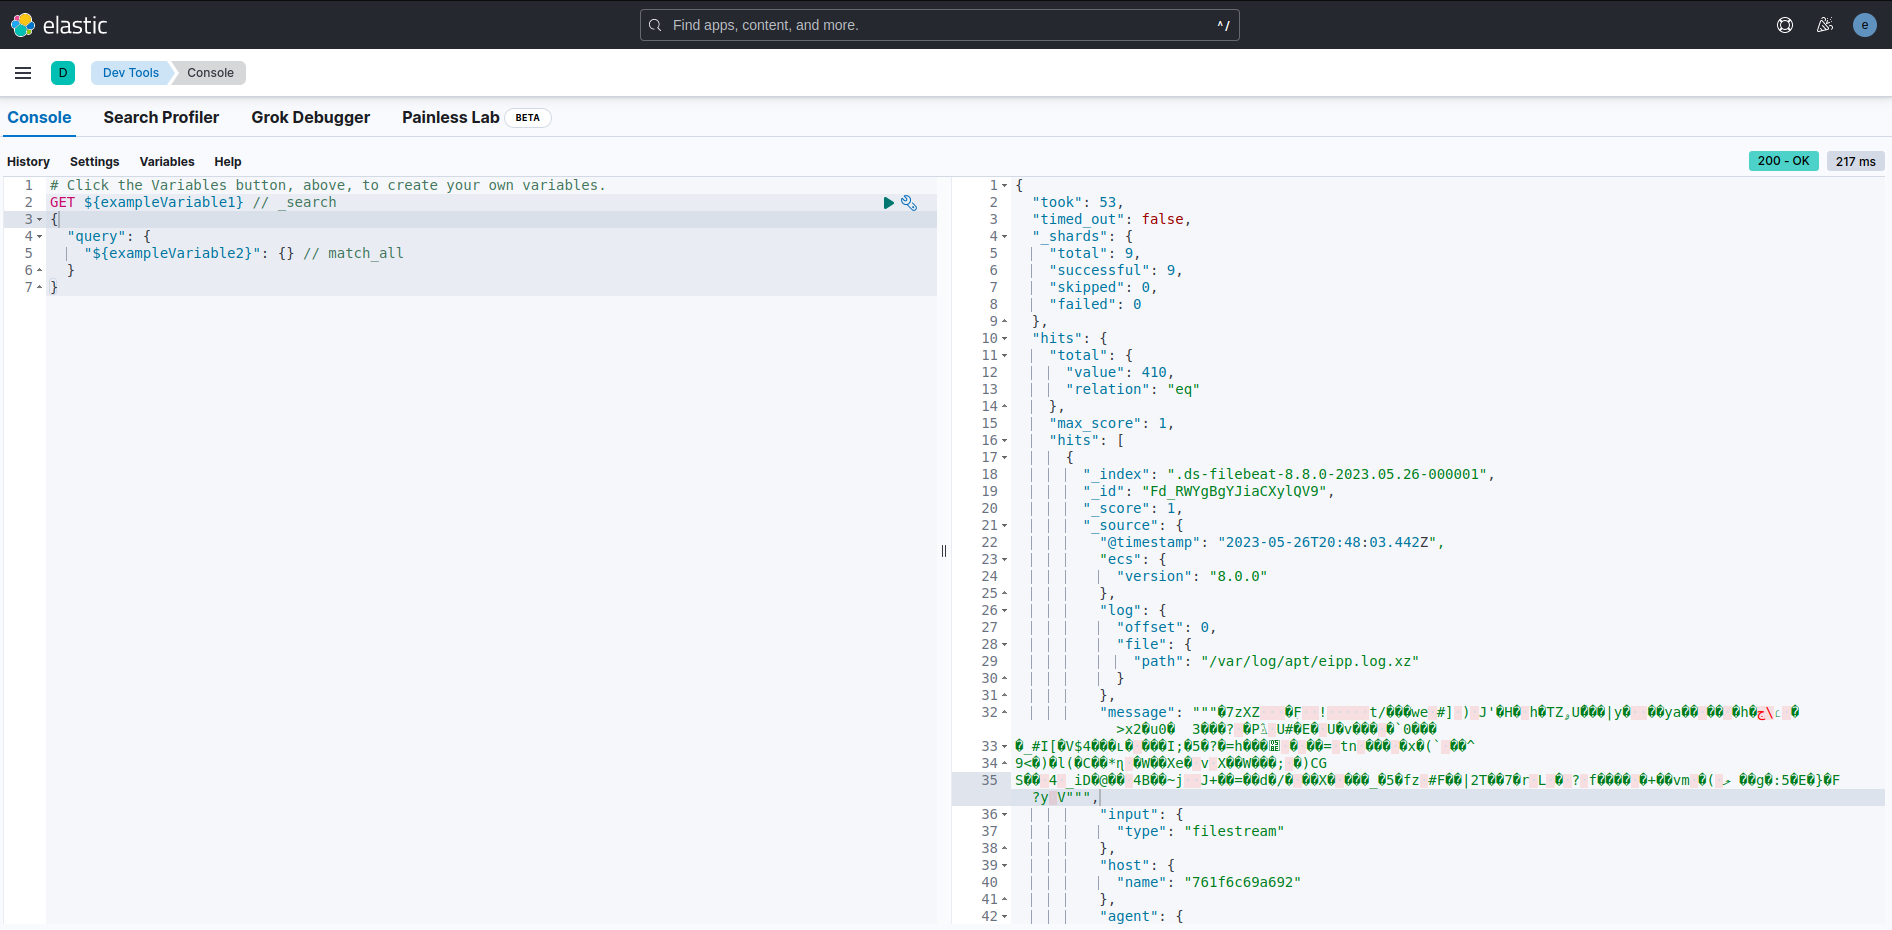 elastic
Find apps, content, and more.
^ /
e
D
Dev Tools
Console
Console
Search Profiler
Grok Debugger
Painless Lab
BETA
History
Settings
Variables
Help
200 - OK
217 ms
1 # Click the Variables button, above, to create your own variables.
2 GET ${exampleVariable1} // _search
3 {
4 "query": {
5 "${exampleVariable2}": {} // match_all
6 }
7 }
1 {
2 "took": 53,
3 "timed_out": false,
4 "_shards": {
5 "total": 9,
6 "successful": 9,
7 "skipped": 0,
8 "failed": 0
9 },
10 "hits": {
11 "total": {
12 "value": 410,
13 "relation": "eq"
14 },
15 "max_score": 1,
16 "hits": [
17 {
18 "_index": ".ds-filebeat-8.8.0-2023.05.26-000001",
19 "_id": "Fd_RWYgBgYJiaCXylQV9",
20 "_score": 1,
21 "_source": {
22 "@timestamp": "2023-05-26T20:48:03.442Z",
23 "ecs": {
24 "version": "8.0.0"
25 },
26 "log": {
27 "offset": 0,
28 "file": {
29 "path": "/var/log/apt/eipp.log.xz"
30 }
31 },
32 "message": """�7zXZ
33
34
35
36 "input": {
37 "type": "filestream"
38 },
39 "host": {
40 "name": "761f6c69a692"
41 },
42 "agent": {